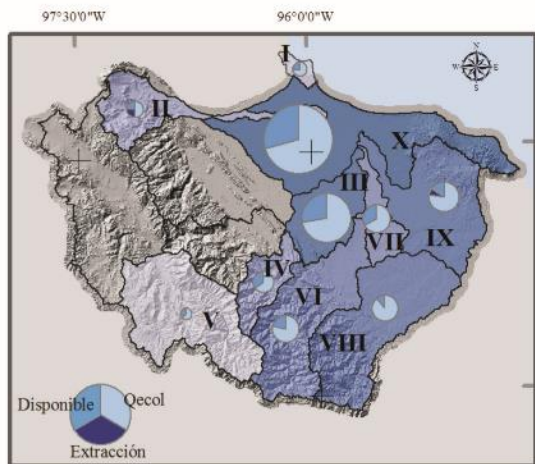 97°30'0"W 96°0'0"W
I
N
W E
S
II
X
III
IX
VII
IV
VI
V
VIII
Disponible Qecol
Extracción